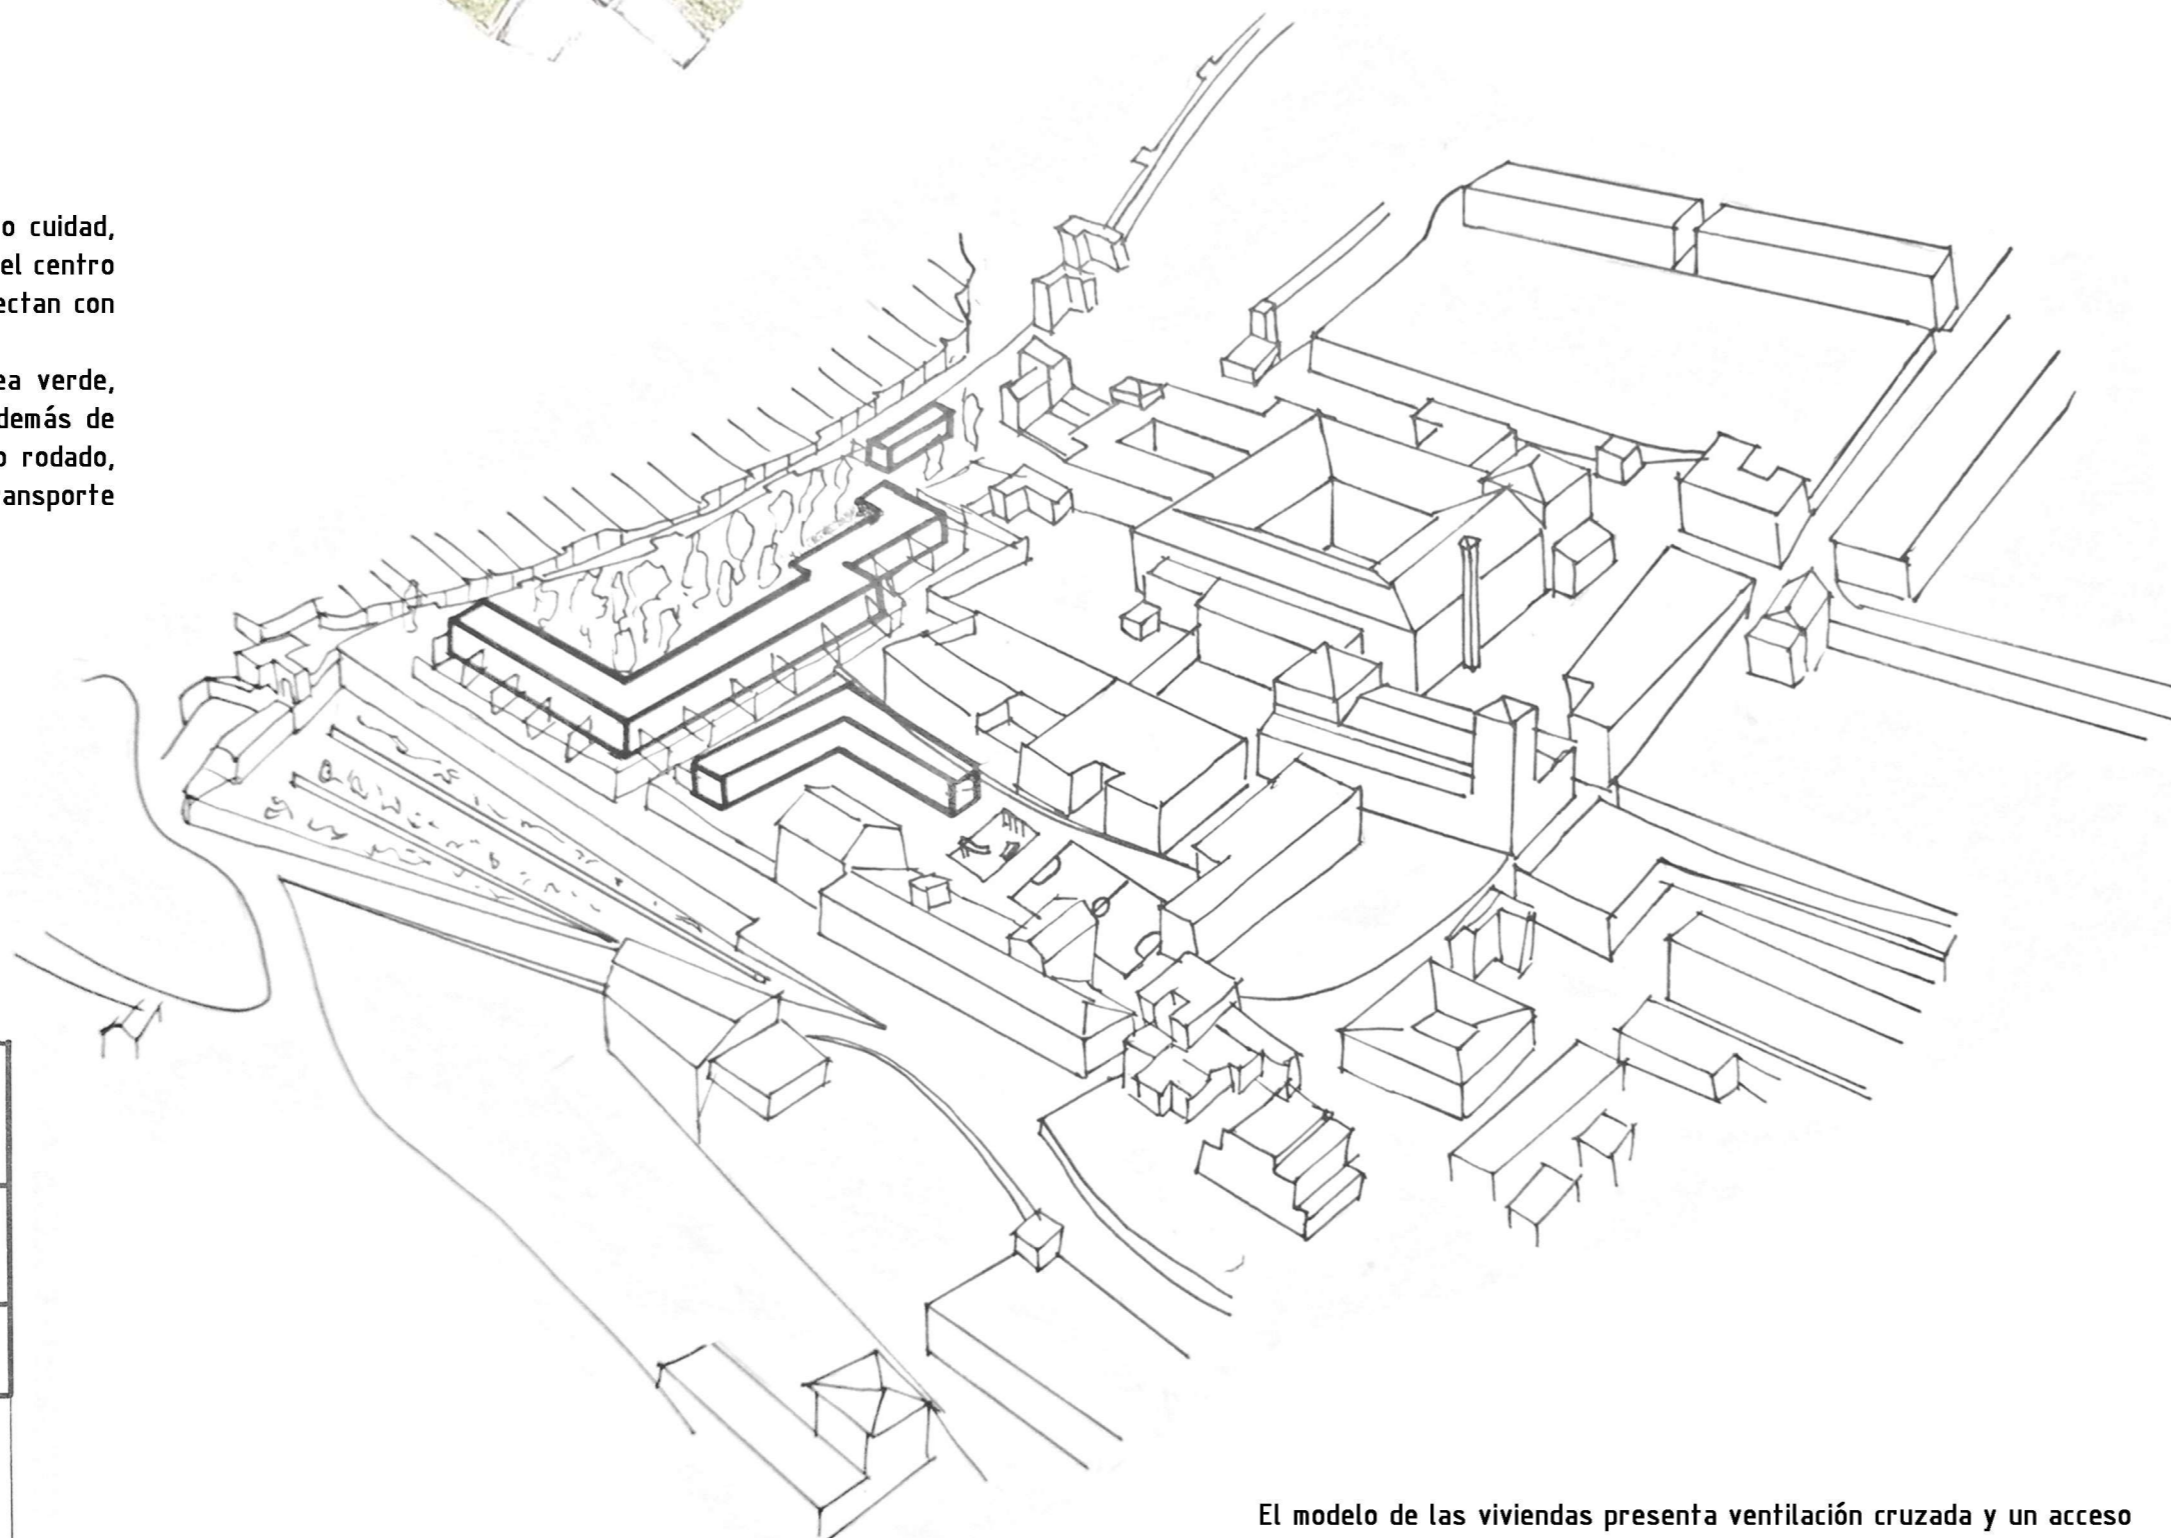 o cuidad,
el centro
ectan con
ea verde,
demás de
o rodado,
ransporte
El modelo de las viviendas presenta ventilación cruzada y un acceso